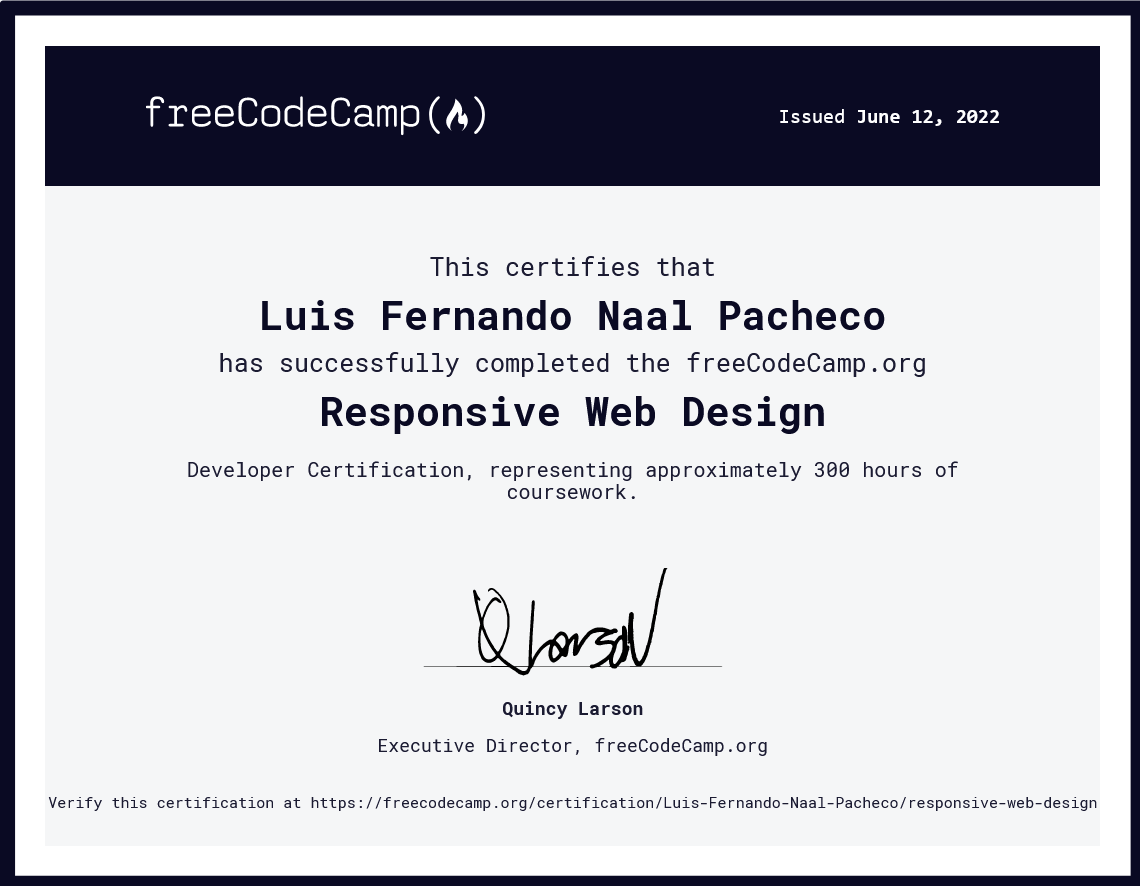 freeCodeCamp(🔥)
Issued June 12, 2022
This certifies that
Luis Fernando Naal Pacheco
has successfully completed the freeCodeCamp.org
Responsive Web Design
Developer Certification, representing approximately 300 hours of
coursework.
Q Larson
Quincy Larson
Executive Director, freeCodeCamp.org
Verify this certification at https://freecodecamp.org/certification/Luis-Fernando-Naal-Pacheco/responsive-web-design